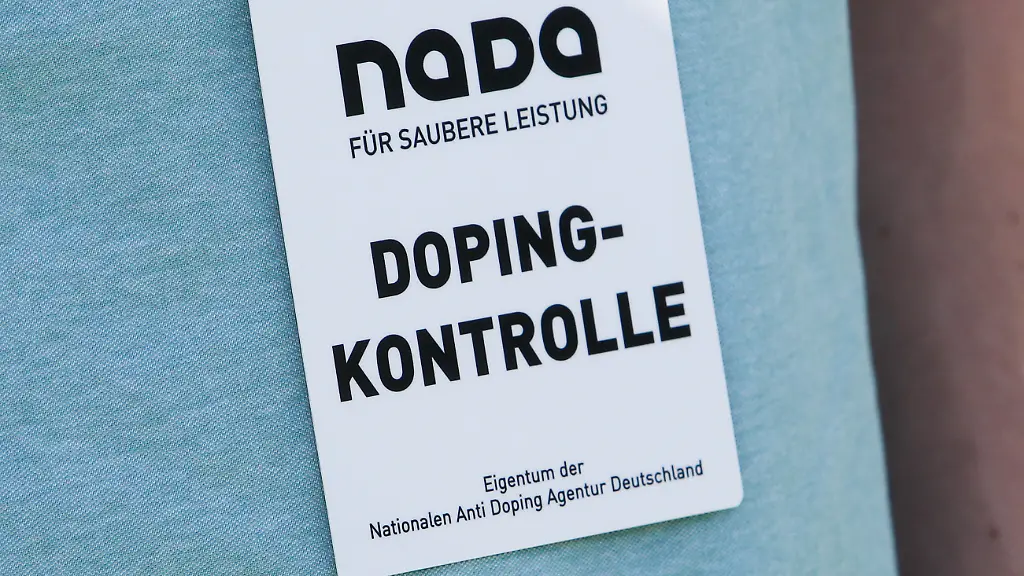 NADA
FÜR SAUBERE LEISTUNG
DOPING-
KONTROLLE
Eigentum der
Nationalen Anti Doping Agentur Deutschland